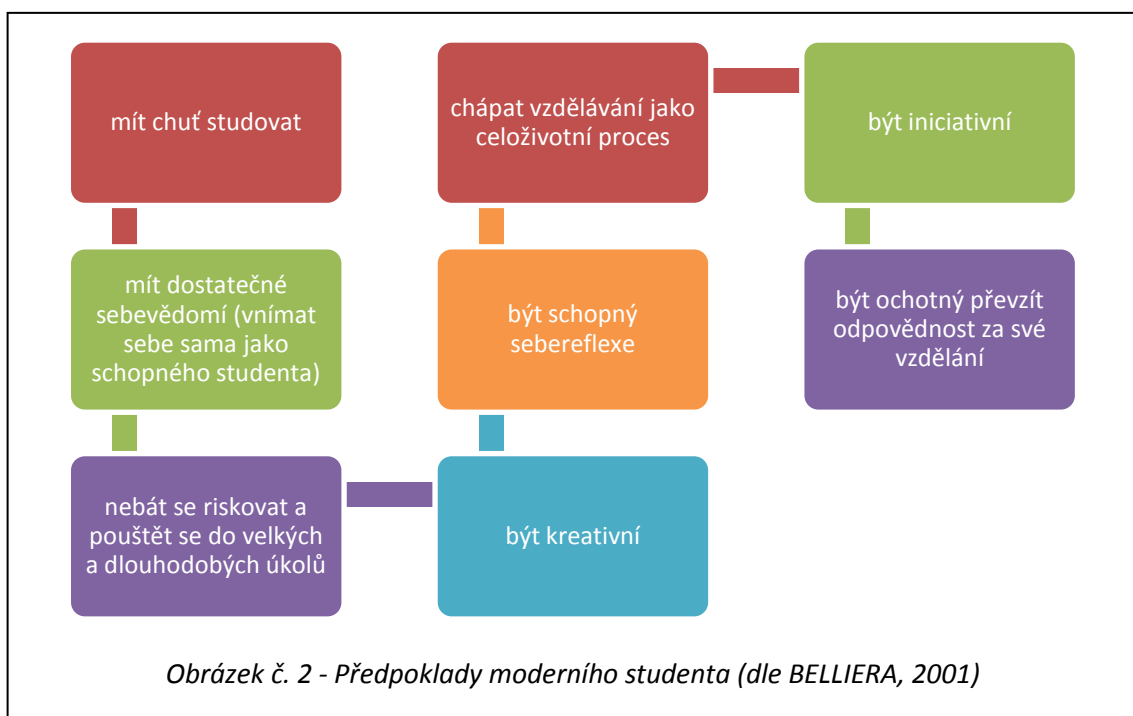 mít chuť studovat
mít dostatečné
sebevědomí (vnímat
sebe sama jako
schopného studenta)
nebát se riskovat a
pouštět se do velkých
a dlouhodobých úkolů
být kreativní
být schopný
sebereflexe
chápat vzdělávání jako
celoživotní proces
být iniciativní
být ochotný převzít
odpovědnost za své
vzdělání
Obrázek č. 2 - Předpoklady moderního studenta (dle BELLIERA, 2001)